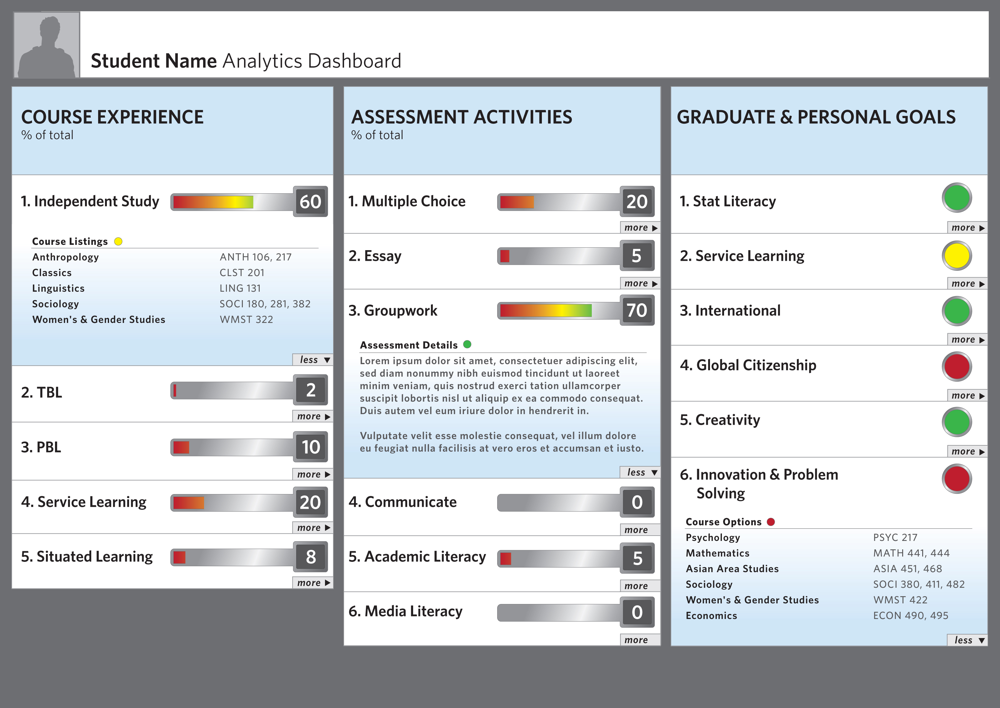 Student Name Analytics Dashboard
COURSE EXPERIENCE
% of total
1. Independent Study 60
Course Listings
Anthropology ANTH 106, 217
Classics CLST 201
Linguistics LING 131
Sociology SOCI 180, 281, 382
Women's & Gender Studies WMST 322
less ▼
2. TBL 2
more ▶
3. PBL 10
more ▶
4. Service Learning 20
more ▶
5. Situated Learning 8
more ▶
ASSESSMENT ACTIVITIES
% of total
1. Multiple Choice 20
more ▶
2. Essay 5
more ▶
3. Groupwork 70
Assessment Details
Lorem ipsum dolor sit amet, consectetuer adipiscing elit,
sed diam nonummy nibh euismod tincidunt ut laoreet
minim veniam, quis nostrud exerci tation ullamcorper
suscipit lobortis nisl ut aliquip ex ea commodo consequat.
Duis autem vel eum iriure dolor in hendrerit in.
Vulputate velit esse molestie consequat, vel illum dolore
eu feugiat nulla facilisis at vero eros et accumsan et iusto.
less ▼
4. Communicate 0
more
5. Academic Literacy 5
more
6. Media Literacy 0
more
GRADUATE & PERSONAL GOALS
1. Stat Literacy
more ▶
2. Service Learning
more ▶
3. International
more ▶
4. Global Citizenship
more ▶
5. Creativity
more ▶
6. Innovation & Problem
Solving
Course Options
Psychology PSYC 217
Mathematics MATH 441, 444
Asian Area Studies ASIA 451, 468
Sociology SOCI 380, 411, 482
Women's & Gender Studies WMST 422
Economics ECON 490, 495
less ▼